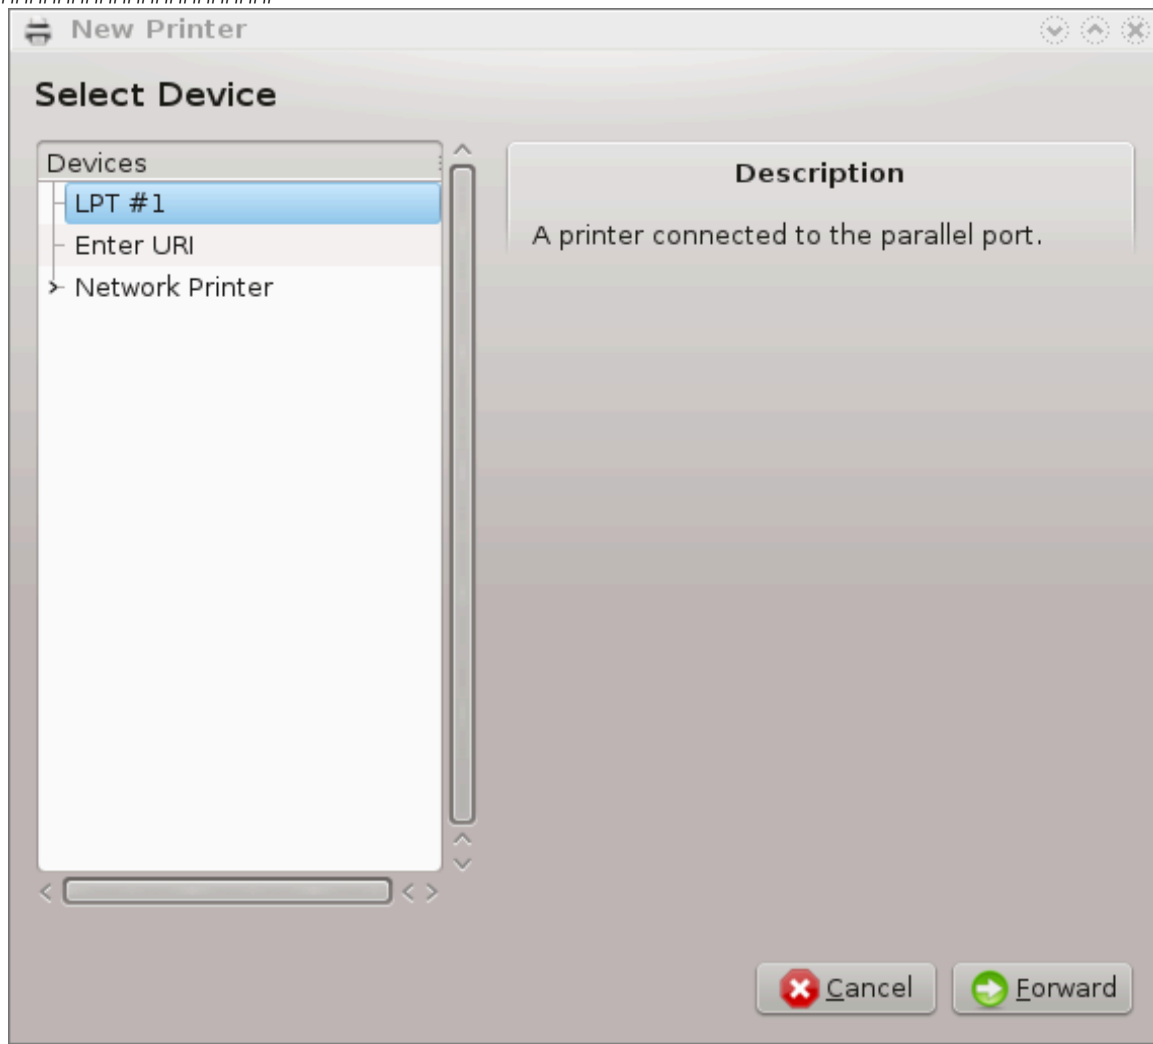 New Printer
Select Device
Devices
LPT #1
Enter URI
Network Printer
Description
A printer connected to the parallel port.
Cancel
Forward